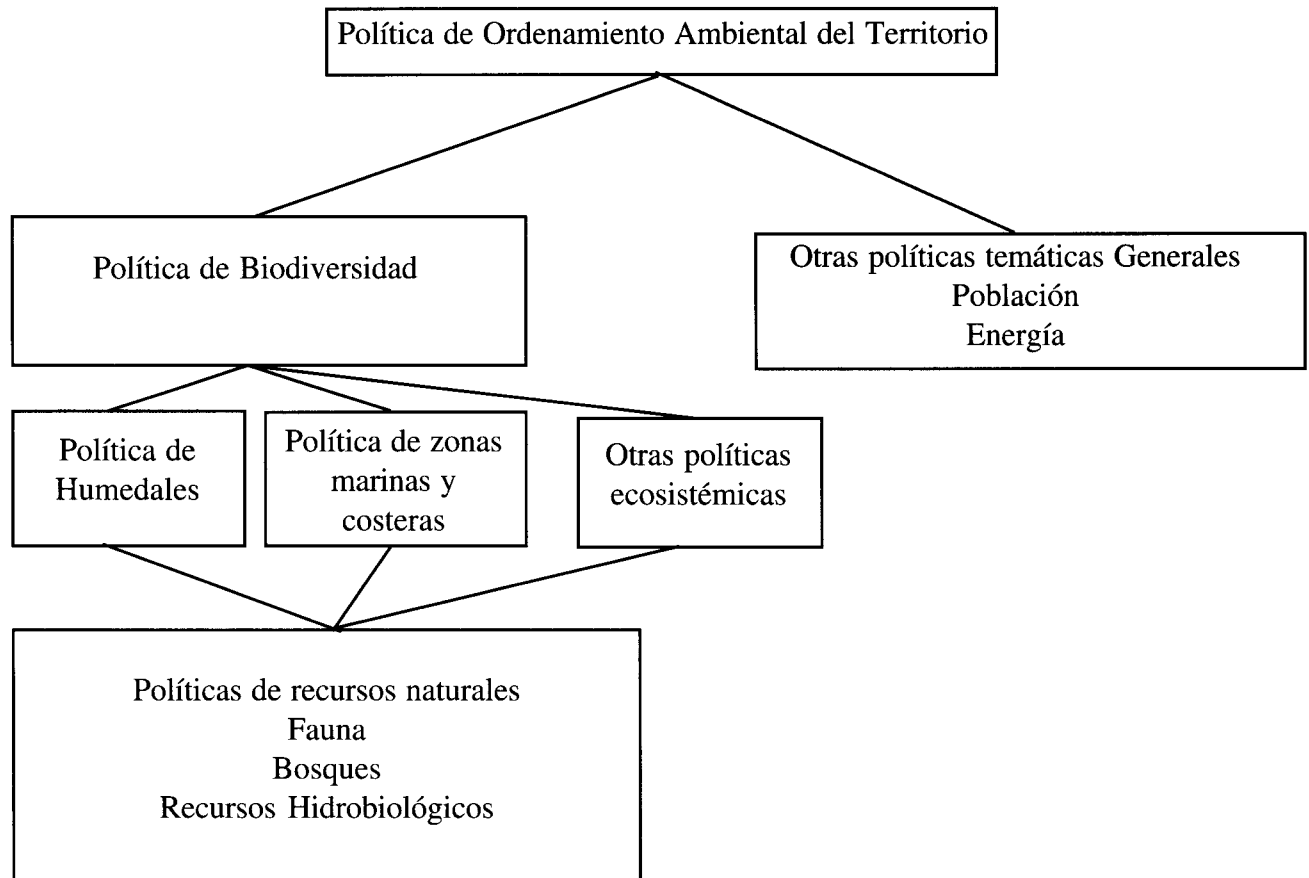 Política de Ordenamiento Ambiental del Territorio
Política de Biodiversidad
Otras políticas temáticas Generales
Población
Energía
Política de
Humedales
Política de zonas
marinas y
costeras
Otras políticas
ecosistémicas
Políticas de recursos naturales
Fauna
Bosques
Recursos Hidrobiológicos